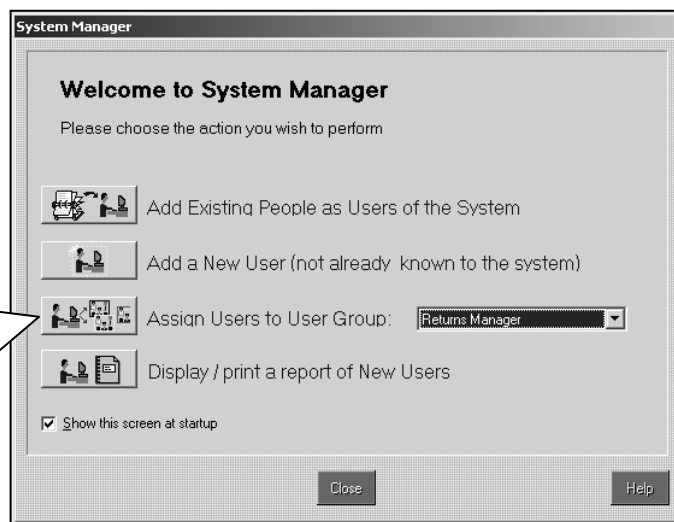 System Manager
Welcome to System Manager
Please choose the action you wish to perform
Add Existing People as Users of the System
Add a New User (not already known to the system)
Assign Users to User Group: Returns Manager
Display / print a report of New Users
Show this screen at startup
Close Help